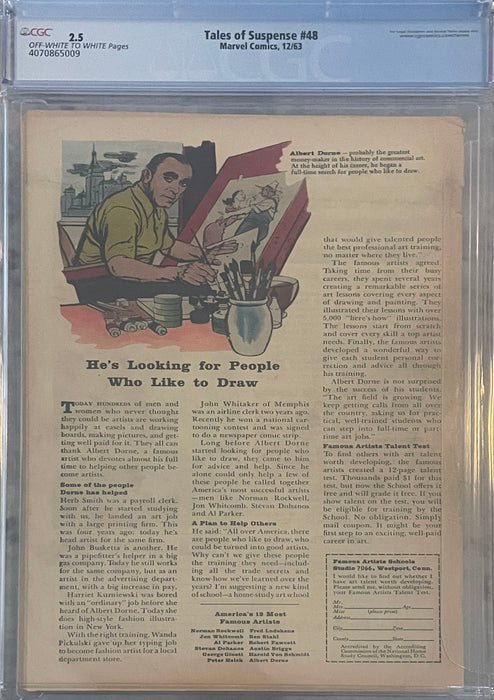 CGC 2.5
OFF-WHITE TO WHITE Pages
4070865009
Tales of Suspense #48
Marvel Comics, 12/63
www.cgccomics.com/terms
Albert Dorne — probably the greatest
money-maker in the history of commercial art.
At the height of his career, he began a
full-time search for people who like to draw.
He's Looking for People
Who Like to Draw
TODAY HUNDREDS of men and
women who never thought
they could be artists are working
happily at easels and drawing
boards, making pictures, and get-
ting well paid for it. They all can
thank Albert Dorne, a famous
artist who devotes almost his full
time to helping other people be-
come artists.
Some of the people
Dorne has helped
Herb Smith was a payroll clerk.
Soon after he started studying
with us, he landed an art job
with a large printing firm. This
was four years ago; today he's
head artist for the same firm.
John Busketta is another. He
was a pipefitter's helper in a big
gas company. Today he still works
for the same company, but as an
artist in the advertising depart-
ment, with a big increase in pay.
Harriet Kuzniewski was bored
with an "ordinary" job before she
heard of Albert Dorne. Today she
does high-style fashion illustra-
tion in New York.
With the right training, Wanda
Pickulski gave up her typing job
to become fashion artist for a local
department store.
John Whitaker of Memphis
was an airline clerk two years ago.
Recently he won a national car-
tooning contest and was signed
to do a newspaper comic strip.
Long before Albert Dorne
started looking for people who
like to draw, they came to him
for advice and help. Since he
alone could only help a few of
these people he called together
America's most successful artists
—men like Norman Rockwell,
Jon Whitcomb, Stevan Dohanos
and Al Parker.
A Plan to Help Others
He said: "All over America, there
are people who like to draw, who
could be turned into good artists.
Why can't we give these people
the training they need—includ-
ing all the trade secrets and
know-how we've learned over the
years? I'm suggesting a new kind
of school—a home study art school
America's 12 Most
Famous Artists
Norman Rockwell Fred Ludekens
Jon Whitcomb Ben Stahl
Al Parker Robert Fawcett
Stevan Dohanos Austin Briggs
George Giusti Harold Von Schmidt
Peter Helck Albert Dorne
that would give talented people
the best professional art training,
no matter where they live."
The famous artists agreed.
Taking time from their busy
careers, they spent several years
creating a remarkable series of
art lessons covering every aspect
of drawing and painting. They
illustrated their lessons with over
5,000 "here's-how" illustrations.
The lessons start from scratch
and cover every skill a top artist
needs. Finally, the famous artists
developed a wonderful way to
give each student personal cor-
rection and advice all through
his training.
Albert Dorne is not surprised
by the success of his students.
"The art field is growing. We
keep getting calls from all over
the country, asking us for prac-
tical, well-trained students who
can step into full-time or part-
time art jobs."
Famous Artists Talent Test
To find others with art talent
worth developing, the famous
artists created a 12-page talent
test. Thousands paid $1 for this
test, but now the School offers it
free and will grade it free. If you
show talent on the test, you will
be eligible for training by the
School. No obligation. Simply
mail coupon. It might be your
first step to an exciting, well-paid
career in art.
Famous Artists Schools
Studio 7066, Westport, Conn.
I would like to find out whether I
have art talent worth developing.
Please send me, without obligation,
your Famous Artists Talent Test.
Mr.
Mrs. Age
Miss (please print)
Address
City Zone
County State
Accredited by the Accrediting
Commission of the National Home
Study Council, Washington, D.C.